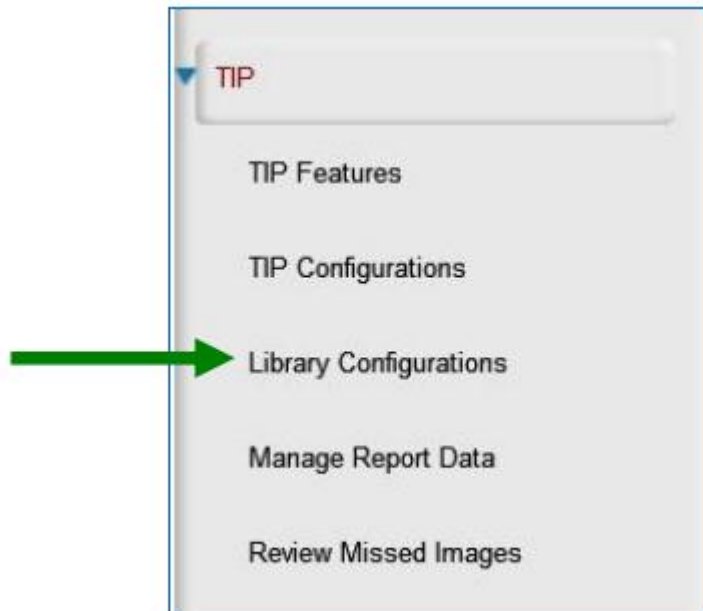 TIP
TIP Features
TIP Configurations
Library Configurations
Manage Report Data
Review Missed Images